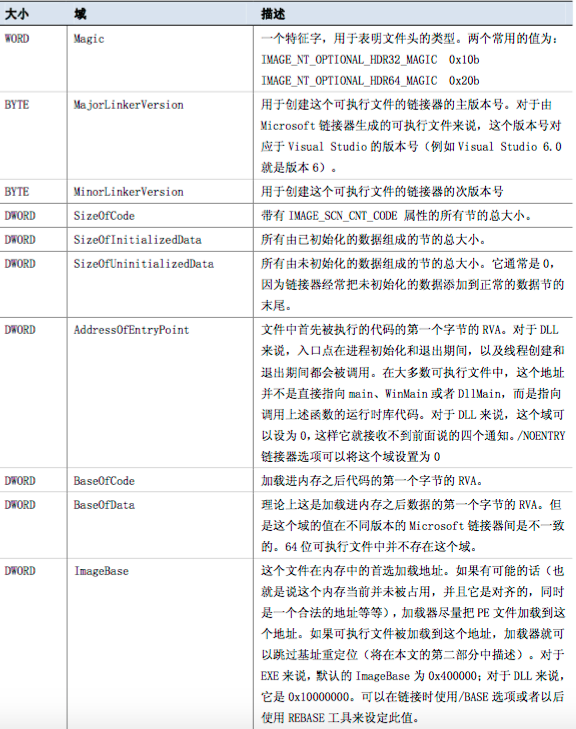 大小 域 描述
WORD Magic 一个特征字，用于表明文件头的类型。两个常用的值为：
IMAGE_NT_OPTIONAL_HDR32_MAGIC 0x10b
IMAGE_NT_OPTIONAL_HDR64_MAGIC 0x20b
BYTE MajorLinkerVersion 用于创建这个可执行文件的链接器的主版本号。对于由
Microsoft 链接器生成的可执行文件来说，这个版本号对
应于 Visual Studio 的版本号（例如 Visual Studio 6.0
就是版本 6）。
BYTE MinorLinkerVersion 用于创建这个可执行文件的链接器的次版本号
DWORD SizeOfCode 带有 IMAGE_SCN_CNT_CODE 属性的所有节的总大小。
DWORD SizeOfInitializedData 所有由已初始化的数据组成的节的总大小。
DWORD SizeOfUninitializedData 所有由未初始化的数据组成的节的总大小。它通常是 0，
因为链接器经常把未初始化的数据添加到正常的数据节的
末尾。
DWORD AddressOfEntryPoint 文件中首先被执行的代码的第一个字节的 RVA。对于 DLL
来说，入口点在进程初始化和退出期间，以及线程创建和
退出期间都会被调用。在大多数可执行文件中，这个地址
并不是直接指向 main、WinMain 或者 DllMain，而是指向
调用上述函数的运行时库代码。对于 DLL 来说，这个域可
以设为 0，这样它就接收不到前面说的四个通知。/NOENTRY
链接器选项可以将这个域设置为 0
DWORD BaseOfCode 加载进内存之后代码的第一个字节的 RVA。
DWORD BaseOfData 理论上这是加载进内存之后数据的第一个字节的 RVA。但
是这个域的值在不同版本的 Microsoft 链接器间是不一致
的。64 位可执行文件中并不存在这个域。
DWORD ImageBase 这个文件在内存中的首选加载地址。如果有可能的话（也
就是说这个内存当前并未被占用，并且它是对齐的，同时
是一个合法的地址等等），加载器尽量把 PE 文件加载到这
个地址。如果可执行文件被加载到这个地址，加载器就可
以跳过基址重定位（将在本文的第二部分中描述）。对于
EXE 来说，默认的 ImageBase 为 0x400000；对于 DLL 来说，
它是 0x10000000。可以在链接时使用/BASE 选项或者以后
使用 REBASE 工具来设定此值。